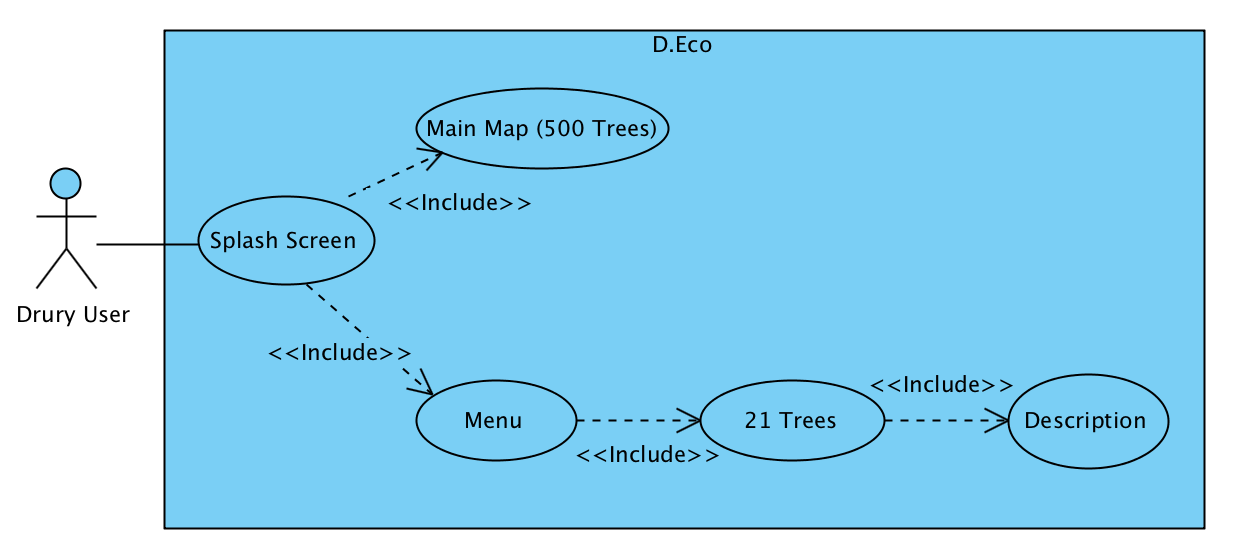 D.Eco
Main Map (500 Trees)
<<Include>>
Splash Screen
Drury User
<<Include>>
Menu
<<Include>>
21 Trees
<<Include>>
Description